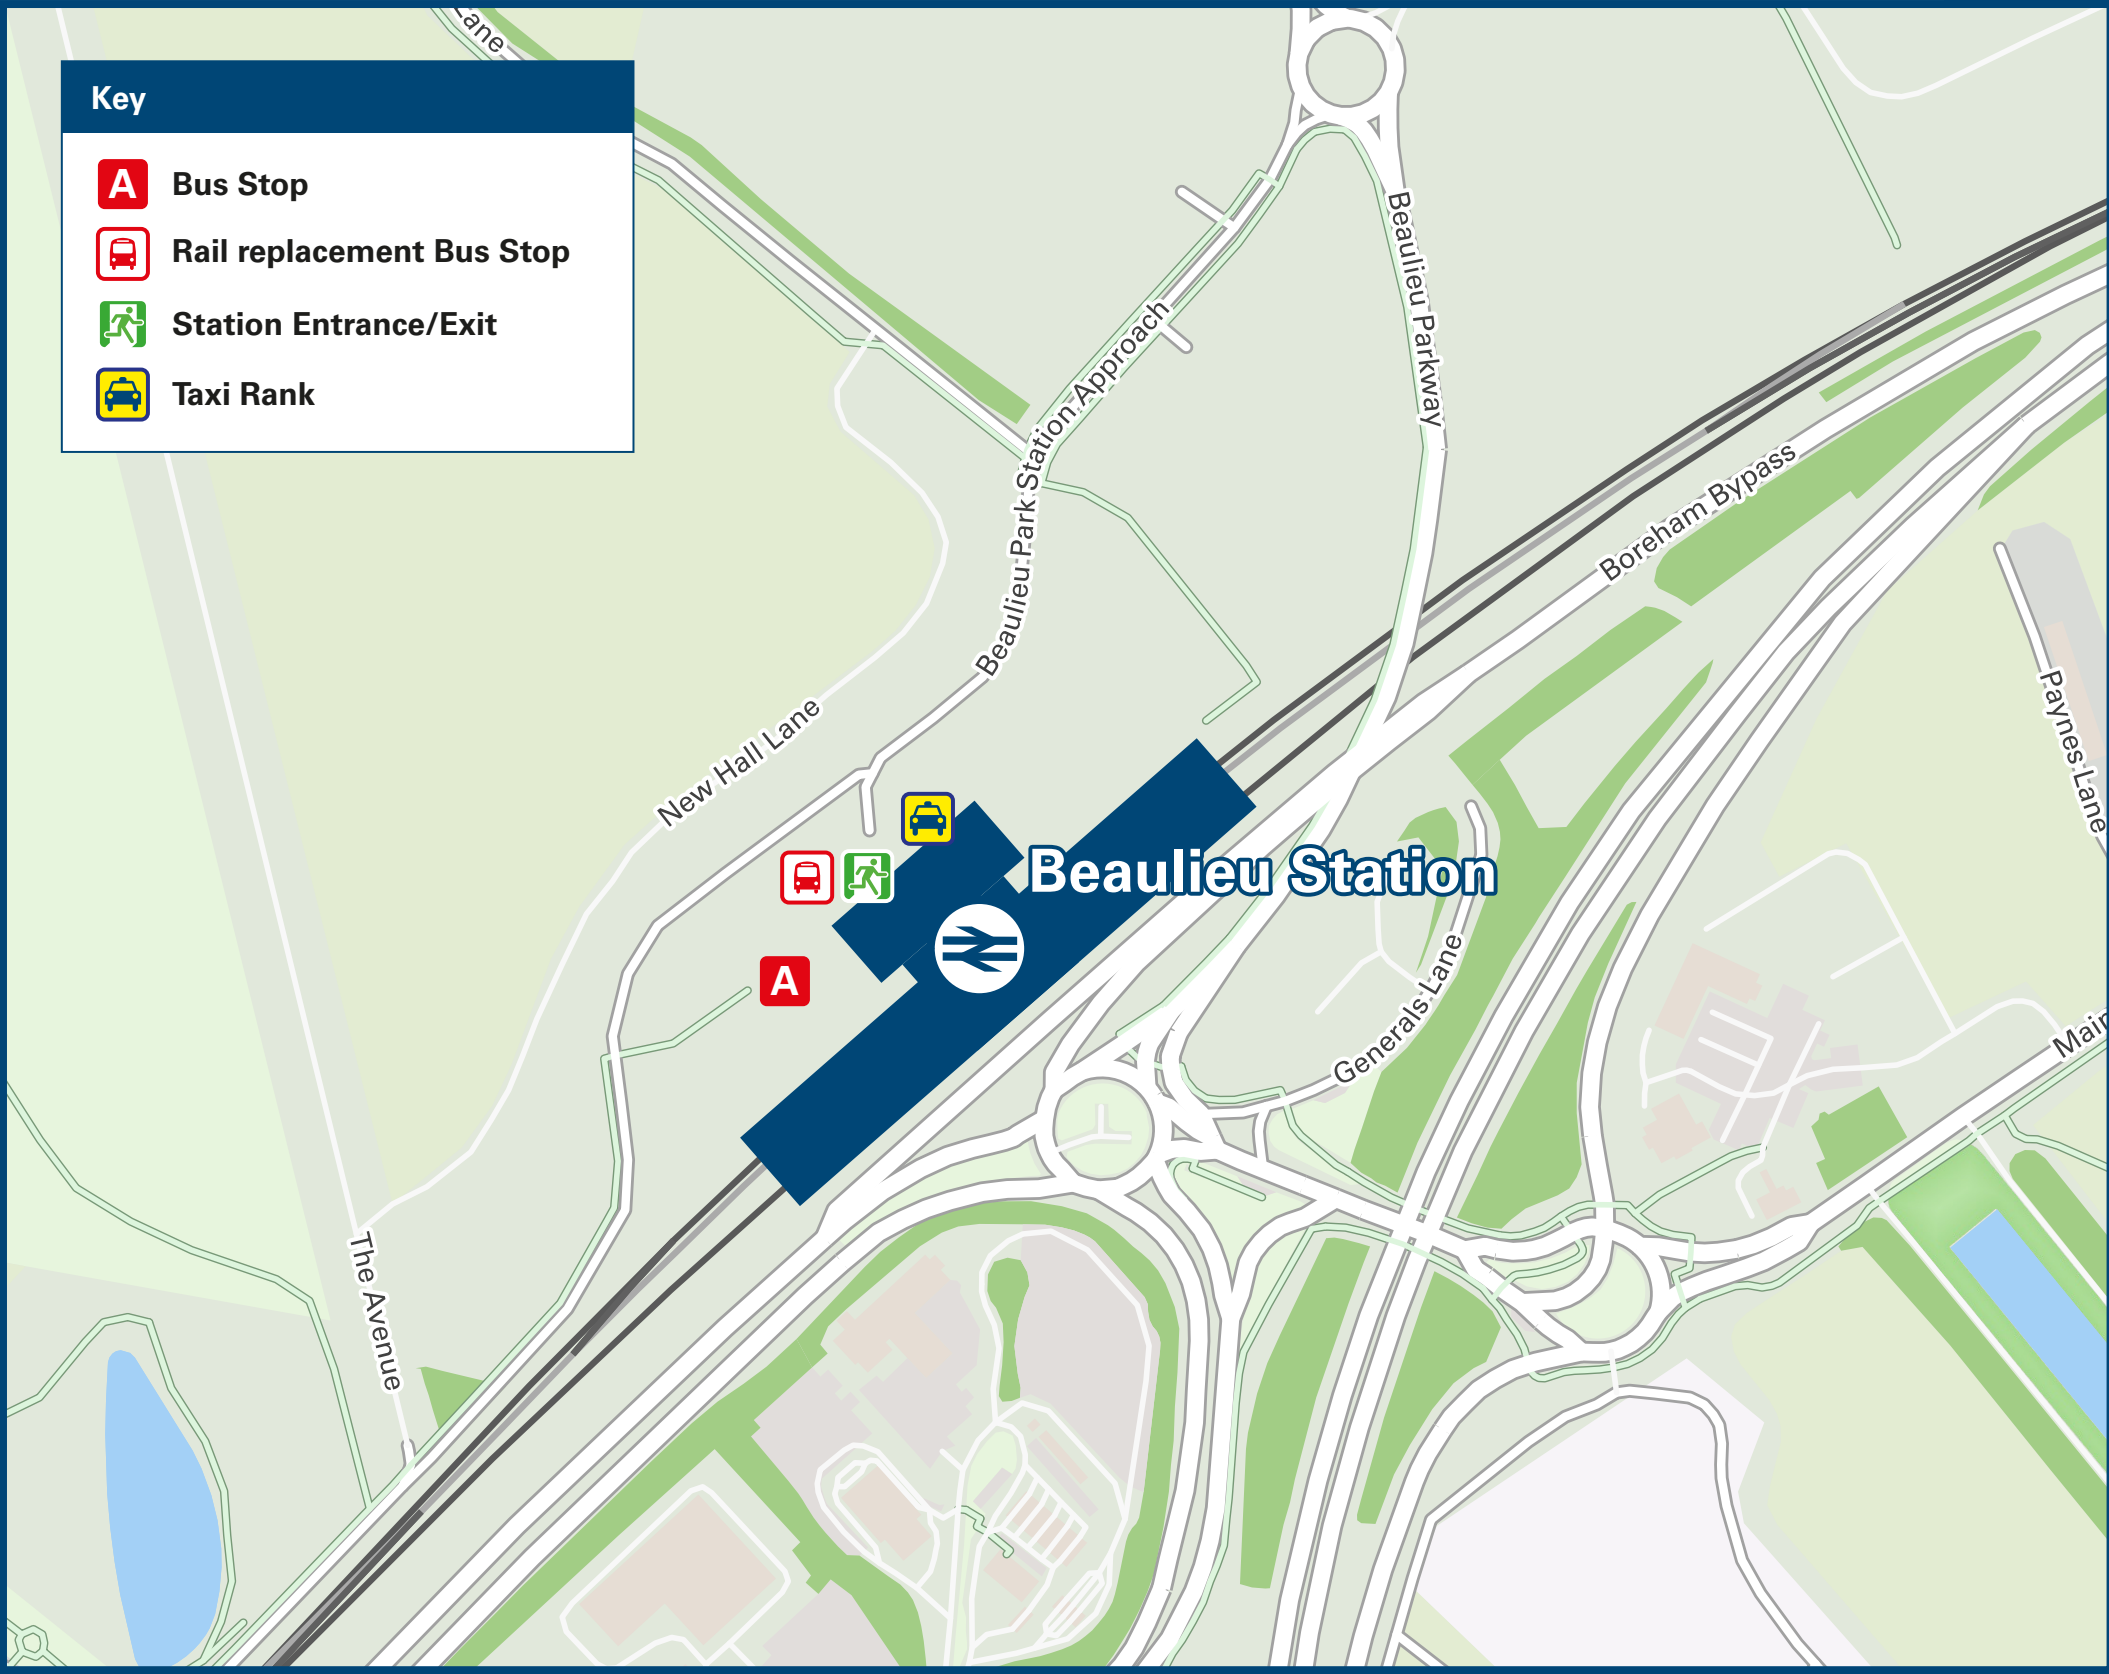 Lane
Key
A
Bus Stop
Rail replacement Bus Stop
Station Entrance/Exit
Taxi Rank
Beaulieu Parkway
Beaulieu Park Station Approach
Boreham Bypass
Paynes Lane
New Hall Lane
Beaulieu Station
A
Generals Lane
Main
The Avenue